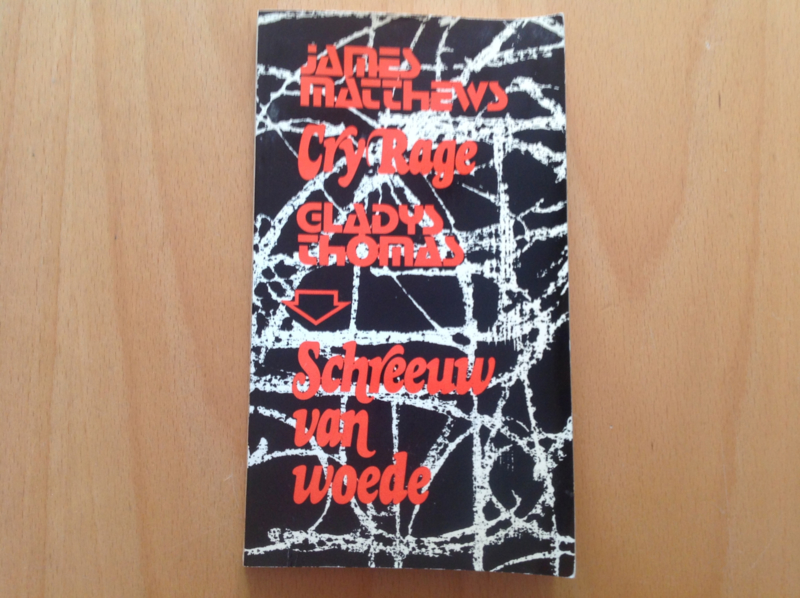 JAMES
MATTHEWS
Cry Rage
GLADYS
THOMAS
Schreeuw
van
woede